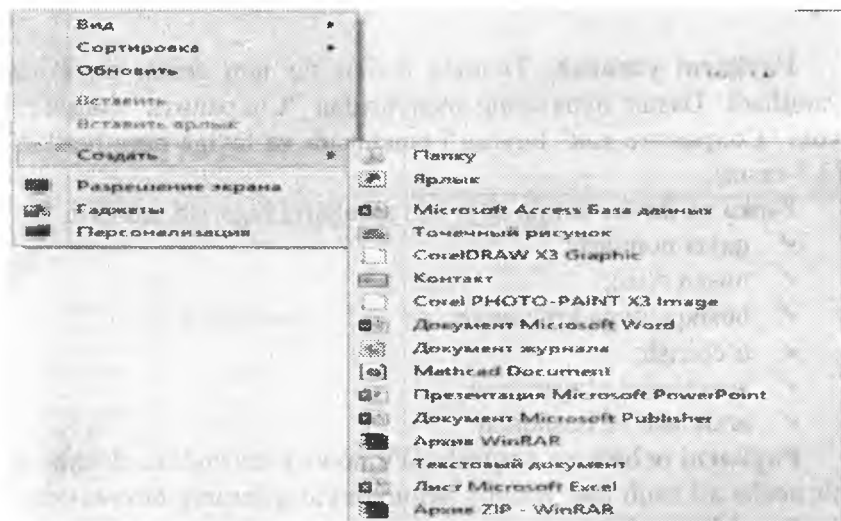 Вид
Сортировка
Обновить
Вставить
Вставить ярлык
Создать
Разрешение экрана
Гаджеты
Персонализация
Папку
Ярлык
Microsoft Access База данных
Точечный рисунок
CorelDRAW X3 Graphic
Контакт
Corel PHOTO-PAINT X3 Image
Документ Microsoft Word
Документ журнала
Mathcad Document
Презентация Microsoft PowerPoint
Документ Microsoft Publisher
Архив WinRAR
Текстовый документ
Лист Microsoft Excel
Архив ZIP - WinRAR